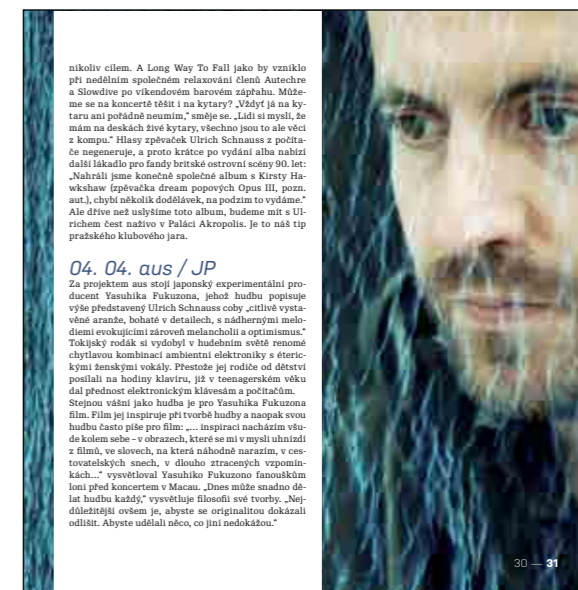 nikoliv cílem. A Long Way To Fall jako by vzniklo
při nedělním společném relaxování členů Autechre
a Slowdive po víkendovém barovém zápřahu. Může-
me se na koncertě těšit i na kytary? „Vždyť já na ky-
taru ani pořádně neumím,“ směje se. „Lidi si myslí, že
mám na deskách živé kytary, všechno jsou to ale věci
z kompu.“ Hlasy zpěvaček Ulrich Schnauss z počíta-
če negeneruje, a proto krátce po vydání alba nabízí
další lákadlo pro fandy britské ostrovní scény 90. let:
„Nahráli jsme konečně společné album s Kirsty Ha-
wkshaw (zpěvačka dream popových Opus III, pozn.
aut.), chybí několik dodělávek, na podzim to vydáme.“
Ale dříve než uslyšíme toto album, budeme mít s Ul-
richem čest naživo v Paláci Akropolis. Je to náš tip
pražského klubového jara.
04. 04. aus / JP
Za projektem aus stojí japonský experimentální pro-
ducent Yasuhika Fukuzona, jehož hudbu popisuje
výše představený Ulrich Schnauss coby „citlivě vysta-
věné aranže, bohaté v detailech, s nádhernými melo-
diemi evokujícími zároveň melancholii a optimismus.“
Tokijský rodák si vydobyl v hudebním světě renomé
chytlavou kombinací ambientní elektroniky s éteric-
kými ženskými vokály. Přestože jej rodiče od dětství
posílali na hodiny klavíru, již v teenagerském věku
dal přednost elektronickým klávesám a počítačům.
Stejnou vášní jako hudba je pro Yasuhika Fukuzona
film. Film jej inspiruje při tvorbě hudby a naopak svou
hudbu často píše pro film: „... inspiraci nacházím všu-
de kolem sebe – v obrazech, které se mi v mysli uhnízdí
z filmů, ve slovech, na která náhodně narazím, v ces-
tovatelských snech, v dlouho ztracených vzpomín-
kách...“ vysvětloval Yasuhiko Fukuzono fanouškům
loni před koncertem v Macau. „Dnes může snadno dě-
lat hudbu každý,“ vysvětluje filosofii své tvorby. „Nej-
důležitější ovšem je, abyste se originalitou dokázali
odlišit. Abyste udělali něco, co jiní nedokážou.“
30 — 31